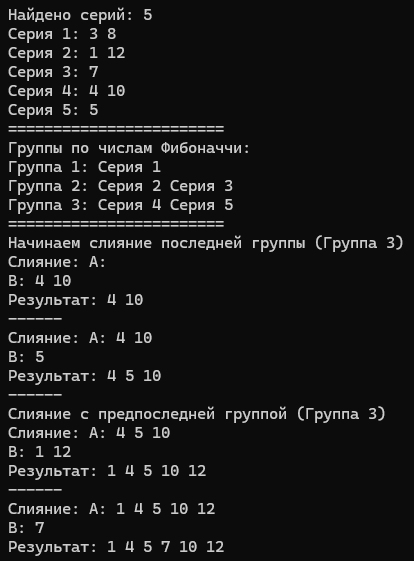 Найдено серий: 5
Серия 1: 3 8
Серия 2: 1 12
Серия 3: 7
Серия 4: 4 10
Серия 5: 5
========================
Группы по числам Фибоначчи:
Группа 1: Серия 1
Группа 2: Серия 2 Серия 3
Группа 3: Серия 4 Серия 5
========================
Начинаем слияние последней группы (Группа 3)
Слияние: A:
B: 4 10
Результат: 4 10
------
Слияние: A: 4 10
B: 5
Результат: 4 5 10
------
Слияние с предпоследней группой (Группа 3)
Слияние: A: 4 5 10
B: 1 12
Результат: 1 4 5 10 12
------
Слияние: A: 1 4 5 10 12
B: 7
Результат: 1 4 5 7 10 12